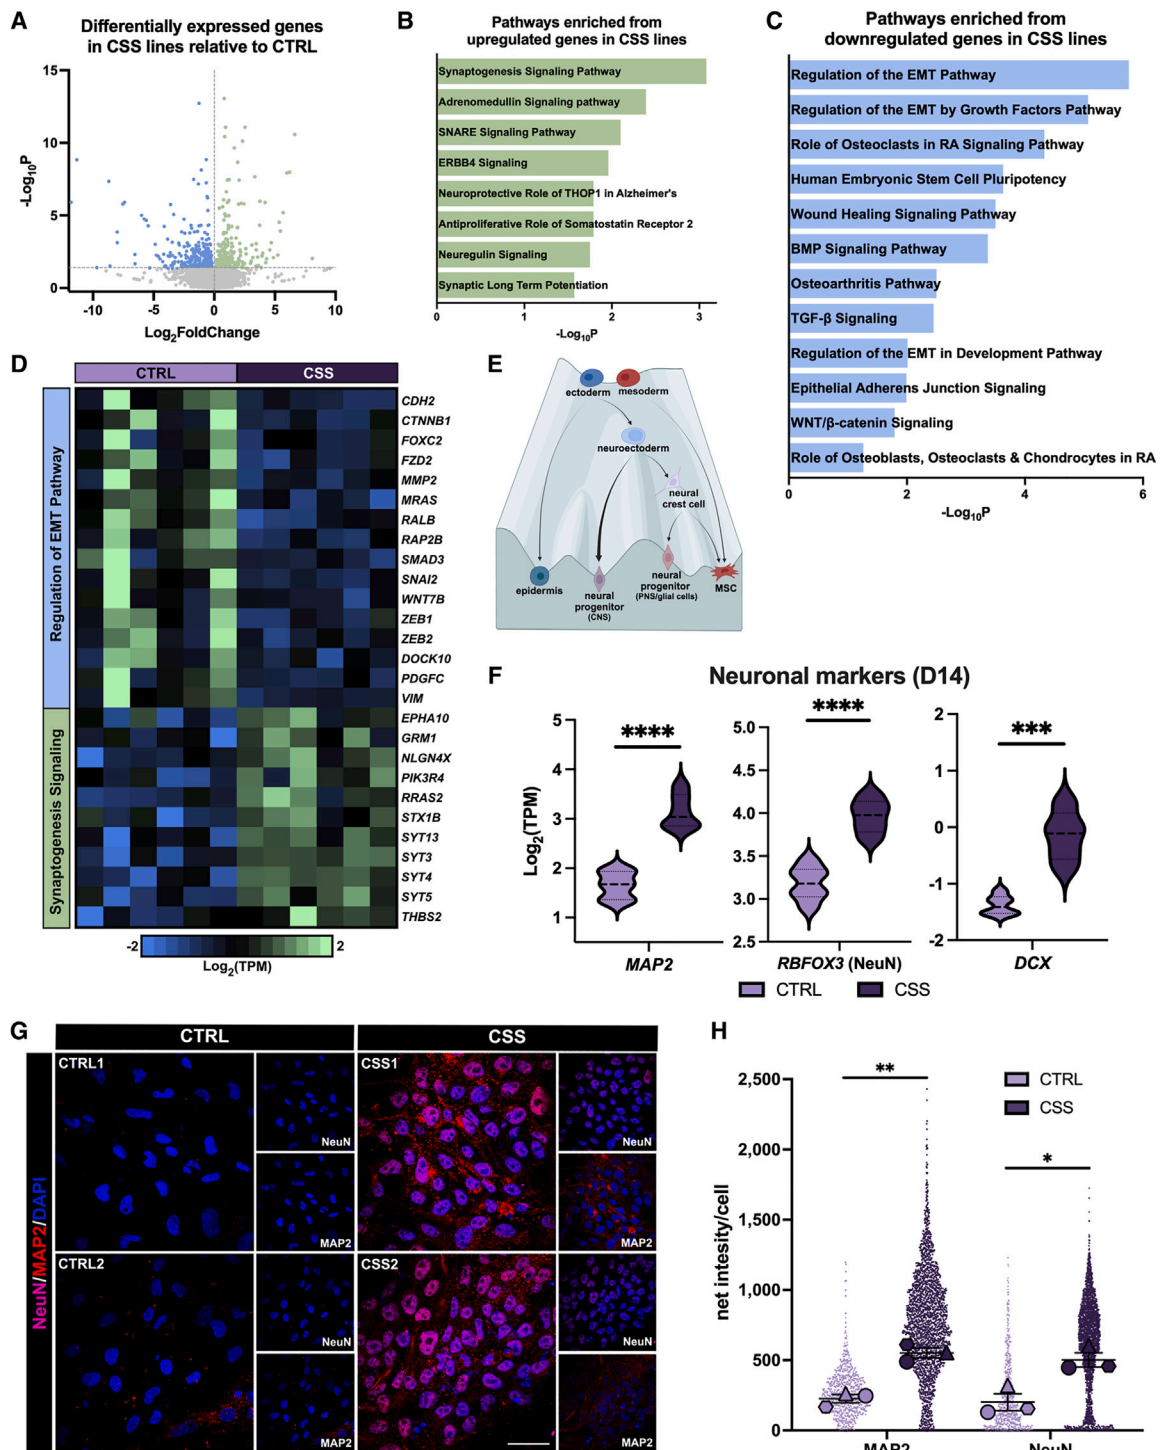 A
Differentially expressed genes
in CSS lines relative to CTRL
15
10
5
0
-Log10P
-10
-5
0
5
10
Log2FoldChange
B
Pathways enriched from
upregulated genes in CSS lines
Synaptogenesis Signaling Pathway
Adrenomedullin Signaling pathway
SNARE Signaling Pathway
ERBB4 Signaling
Neuroprotective Role of THOP1 in Alzheimer's
Antiproliferative Role of Somatostatin Receptor 2
Neuregulin Signaling
Synaptic Long Term Potentiation
0
1
2
3
-Log10P
C
Pathways enriched from
downregulated genes in CSS lines
Regulation of the EMT Pathway
Regulation of the EMT by Growth Factors Pathway
Role of Osteoclasts in RA Signaling Pathway
Human Embryonic Stem Cell Pluripotency
Wound Healing Signaling Pathway
BMP Signaling Pathway
Osteoarthritis Pathway
TGF-β Signaling
Regulation of the EMT in Development Pathway
Epithelial Adherens Junction Signaling
WNT/β-catenin Signaling
Role of Osteoblasts, Osteoclasts & Chondrocytes in RA
0
2
4
6
-Log10P
D
CTRL
CSS
Regulation of EMT Pathway
Synaptogenesis Signaling
CDH2
CTNNB1
FOXC2
FZD2
MMP2
MRAS
RALB
RAP2B
SMAD3
SNAI2
WNT7B
ZEB1
ZEB2
DOCK10
PDGFC
VIM
EPHA10
GRM1
NLGN4X
PIK3R4
RRAS2
STX1B
SYT13
SYT3
SYT4
SYT5
THBS2
-2
2
Log2(TPM)
E
ectoderm
mesoderm
neuroectoderm
neural
crest cell
epidermis
neural
progenitor
(CNS)
neural
progenitor
(PNS/glial cells)
MSC
F
Neuronal markers (D14)
Log2(TPM)
5
4
3
2
1
****
MAP2
5.0
4.5
4.0
3.5
3.0
2.5
****
RBFOX3 (NeuN)
2
1
0
-1
-2
***
DCX
CTRL
CSS
G
CTRL
CSS
NeuN/MAP2/DAPI
CTRL1
NeuN
MAP2
CSS1
NeuN
MAP2
CTRL2
NeuN
MAP2
CSS2
NeuN
MAP2
H
net intesity/cell
2,500
2,000
1,500
1,000
500
0
**
*
CTRL
CSS
MAP2
NeuN